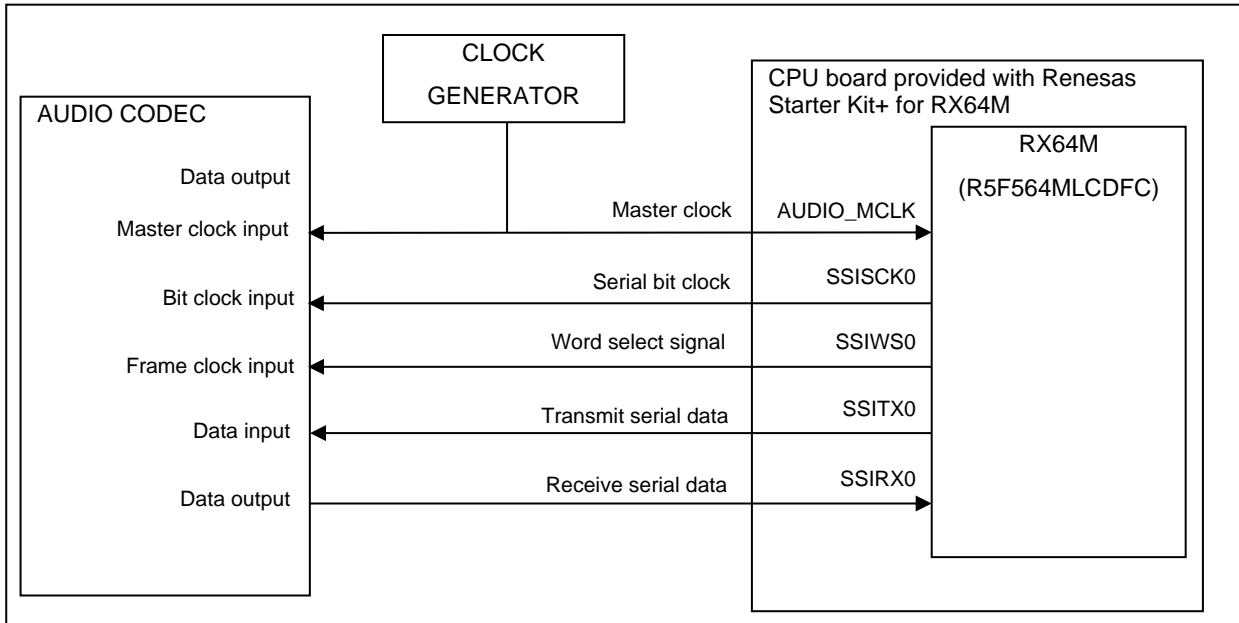 CLOCK
GENERATOR
CPU board provided with Renesas
Starter Kit+ for RX64M
AUDIO CODEC
RX64M
(R5F564MLCDFC)
Data output
Master clock input
Master clock
AUDIO_MCLK
Bit clock input
Serial bit clock
SSISCK0
Frame clock input
Word select signal
SSIWS0
Data input
Transmit serial data
SSITX0
Data output
Receive serial data
SSIRX0